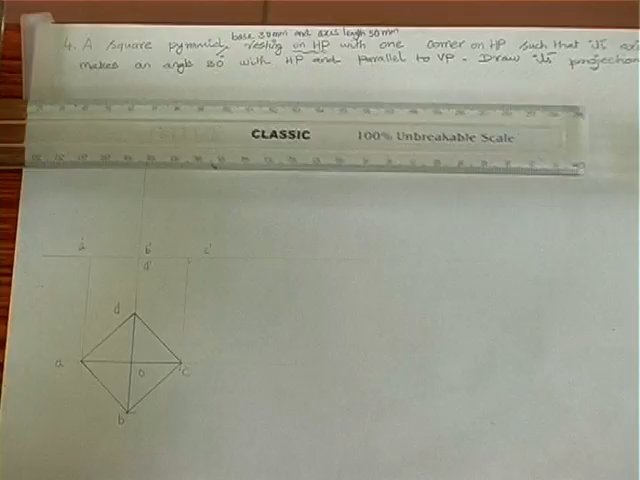 base 30mm and axis length 50mm
4. A square pyramid, resting on HP with one corner on HP such that its
makes an angle 30° with HP and parallel to VP. Draw its projection
CLASSIC 100% Unbreakable Scale
a' b' c'
d'
d
a o c
b